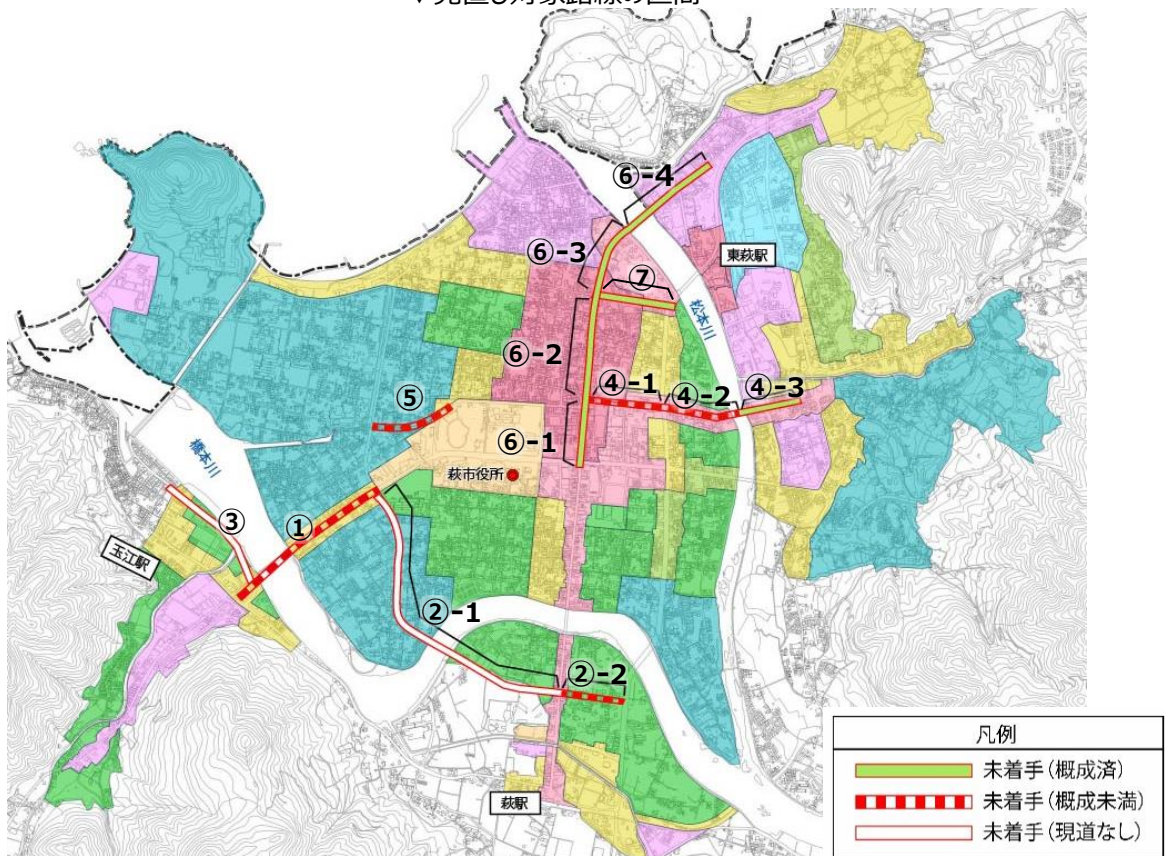 ⑥-4
⑥-3
東萩駅
⑦
松本川
⑥-2
④-1
④-2
④-3
⑤
⑥-1
萩市役所
橋本川
③
①
玉江駅
②-1
②-2
萩駅
凡例
未着手(概成済)
未着手(概成未満)
未着手(現道なし)